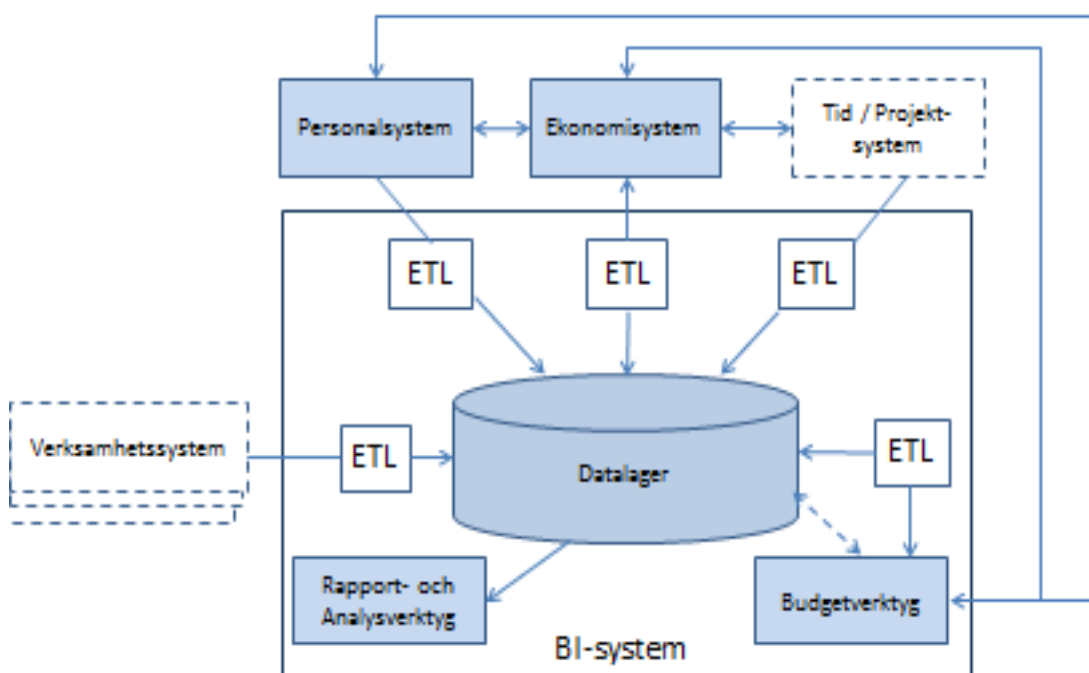 Personalsystem
Ekonomisystem
Tid / Projekt-
system
ETL
ETL
ETL
Verksamhetssystem
ETL
Datalager
ETL
Rapport- och
Analysverktyg
Budgetverktyg
BI-system